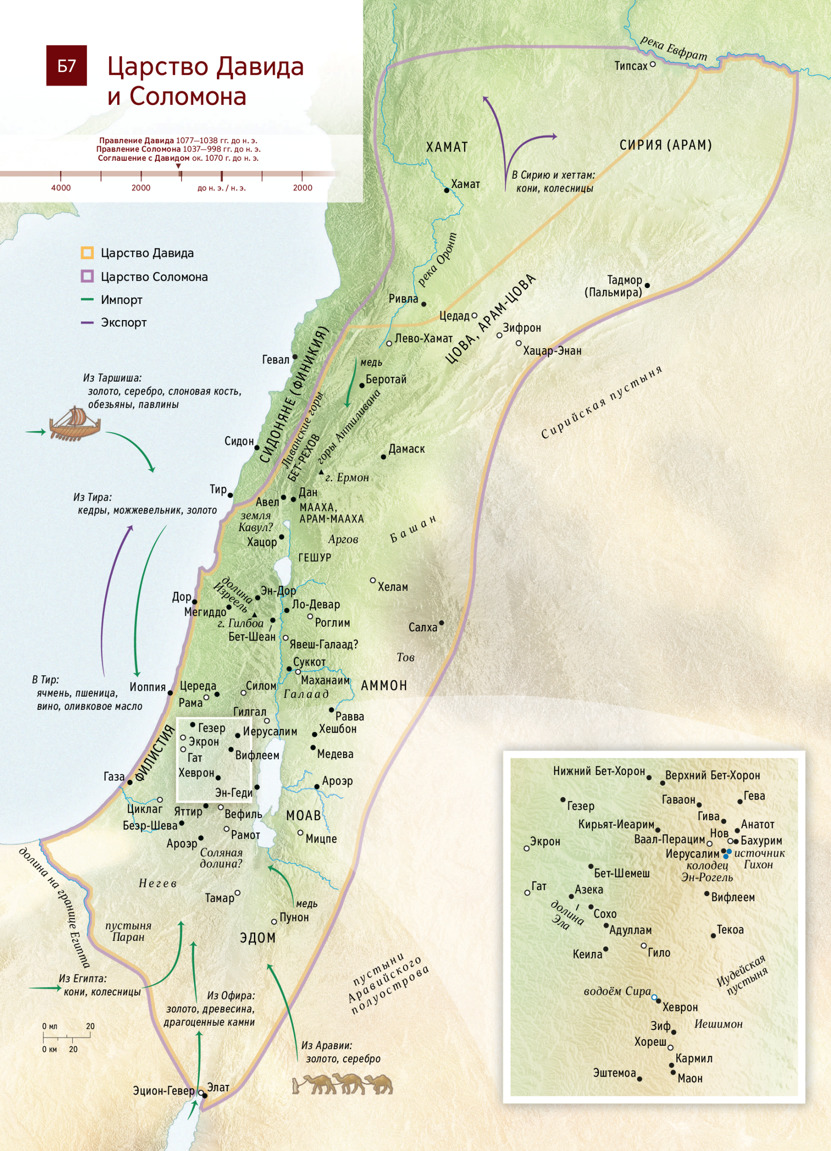 Б7
Царство Давида
и Соломона
Правление Давида 1077—1038 гг. до н. э.
Правление Соломона 1037—998 гг. до н. э.
Соглашение с Давидом ок. 1070 г. до н. э.
4000
2000
до н. э. / н. э.
2000
Царство Давида
Царство Соломона
Импорт
Экспорт
река Евфрат
Типсах
ХАМАТ
СИРИЯ (АРАМ)
В Сирию и хеттам:
кони, колесницы
Хамат
река Оронт
Тадмор
(Пальмира)
Ривла
Цедад
ЦОВА, АРАМ-ЦОВА
Зифрон
Хацар-Энан
Лево-Хамат
Гевал
медь
Беротай
СИДОНЯНЕ (ФИНИКИЯ)
Ливанские горы
БЕТ-РЕХОВ
горы Антиливана
Сирийская пустыня
Из Таршиша:
золото, серебро, слоновая кость,
обезьяны, павлины
Сидон
Дамаск
г. Ермон
Тир
Авел
Дан
МААХА,
АРАМ-МААХА
Из Тира:
кедры, можжевельник, золото
земля
Кавул?
Хацор
Аргов
Башан
ГЕШУР
Хелам
долина
Изреель
Эн-Дор
Дор
Мегиддо
г. Гилбоа
Ло-Девар
Роглим
Бет-Шеан
Салха
Явеш-Галаад?
Тов
Суккот
Маханаим
Галаад
АММОН
В Тир:
ячмень, пшеница,
вино, оливковое масло
Иоппия
Цереда
Рама
Силом
Гилгал
Равва
Гезер
Иерусалим
Хешбон
Экрон
Гат
Вифлеем
Медева
ФИЛИСТИЯ
Хеврон
Газа
Эн-Геди
Ароэр
Циклаг
Яттир
Вефиль
МОАВ
Беэр-Шева
Рамот
Мицпе
Ароэр
Соляная
долина?
долина на границе Египта
Негев
Тамар
медь
Пунон
пустыня
Паран
ЭДОМ
пустыни
Аравийского
полуострова
Из Египта:
кони, колесницы
Из Офира:
золото, древесина,
драгоценные камни
0 мл 20
0 км 20
Из Аравии:
золото, серебро
Эцион-Гевер
Элат
Нижний Бет-Хорон
Верхний Бет-Хорон
Гезер
Гаваон
Гева
Гива
Кирьят-Иеарим
Анатот
Нов
Ваал-Перацим
Бахурим
Экрон
Иерусалим
источник
Гихон
колодец
Эн-Рогель
Бет-Шемеш
Гат
Азека
Вифлеем
долина
Эла
Сохо
Адуллам
Текоа
Кеила
Гило
Иудейская
пустыня
водоём Сира
Хеврон
Зиф
Иешимон
Хореш
Кармил
Эштемоа
Маон